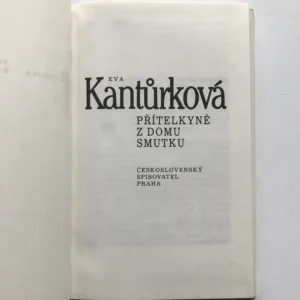 EVA
Kantůrková
PŘÍTELKYNĚ
Z DOMU
SMUTKU
ČESKOSLOVENSKÝ
SPISOVATEL
PRAHA